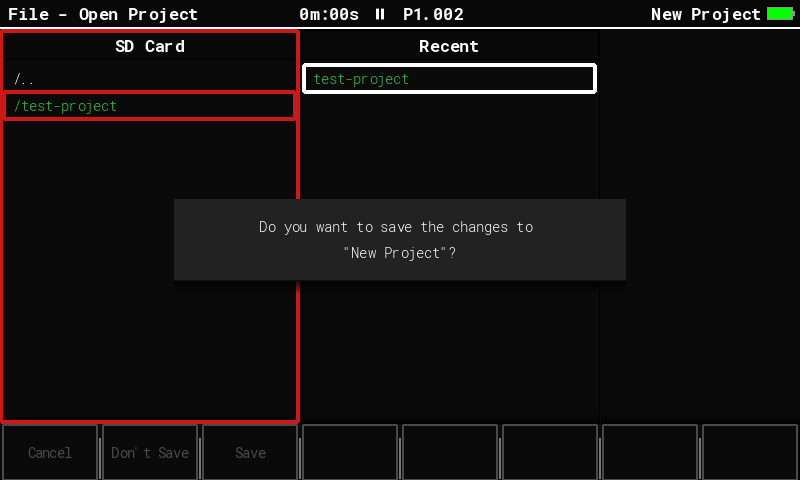 File - Open Project 0m:00s P1.002 New Project
SD Card Recent
/..
test-project
/test-project
Do you want to save the changes to
"New Project"?
Cancel Don't Save Save